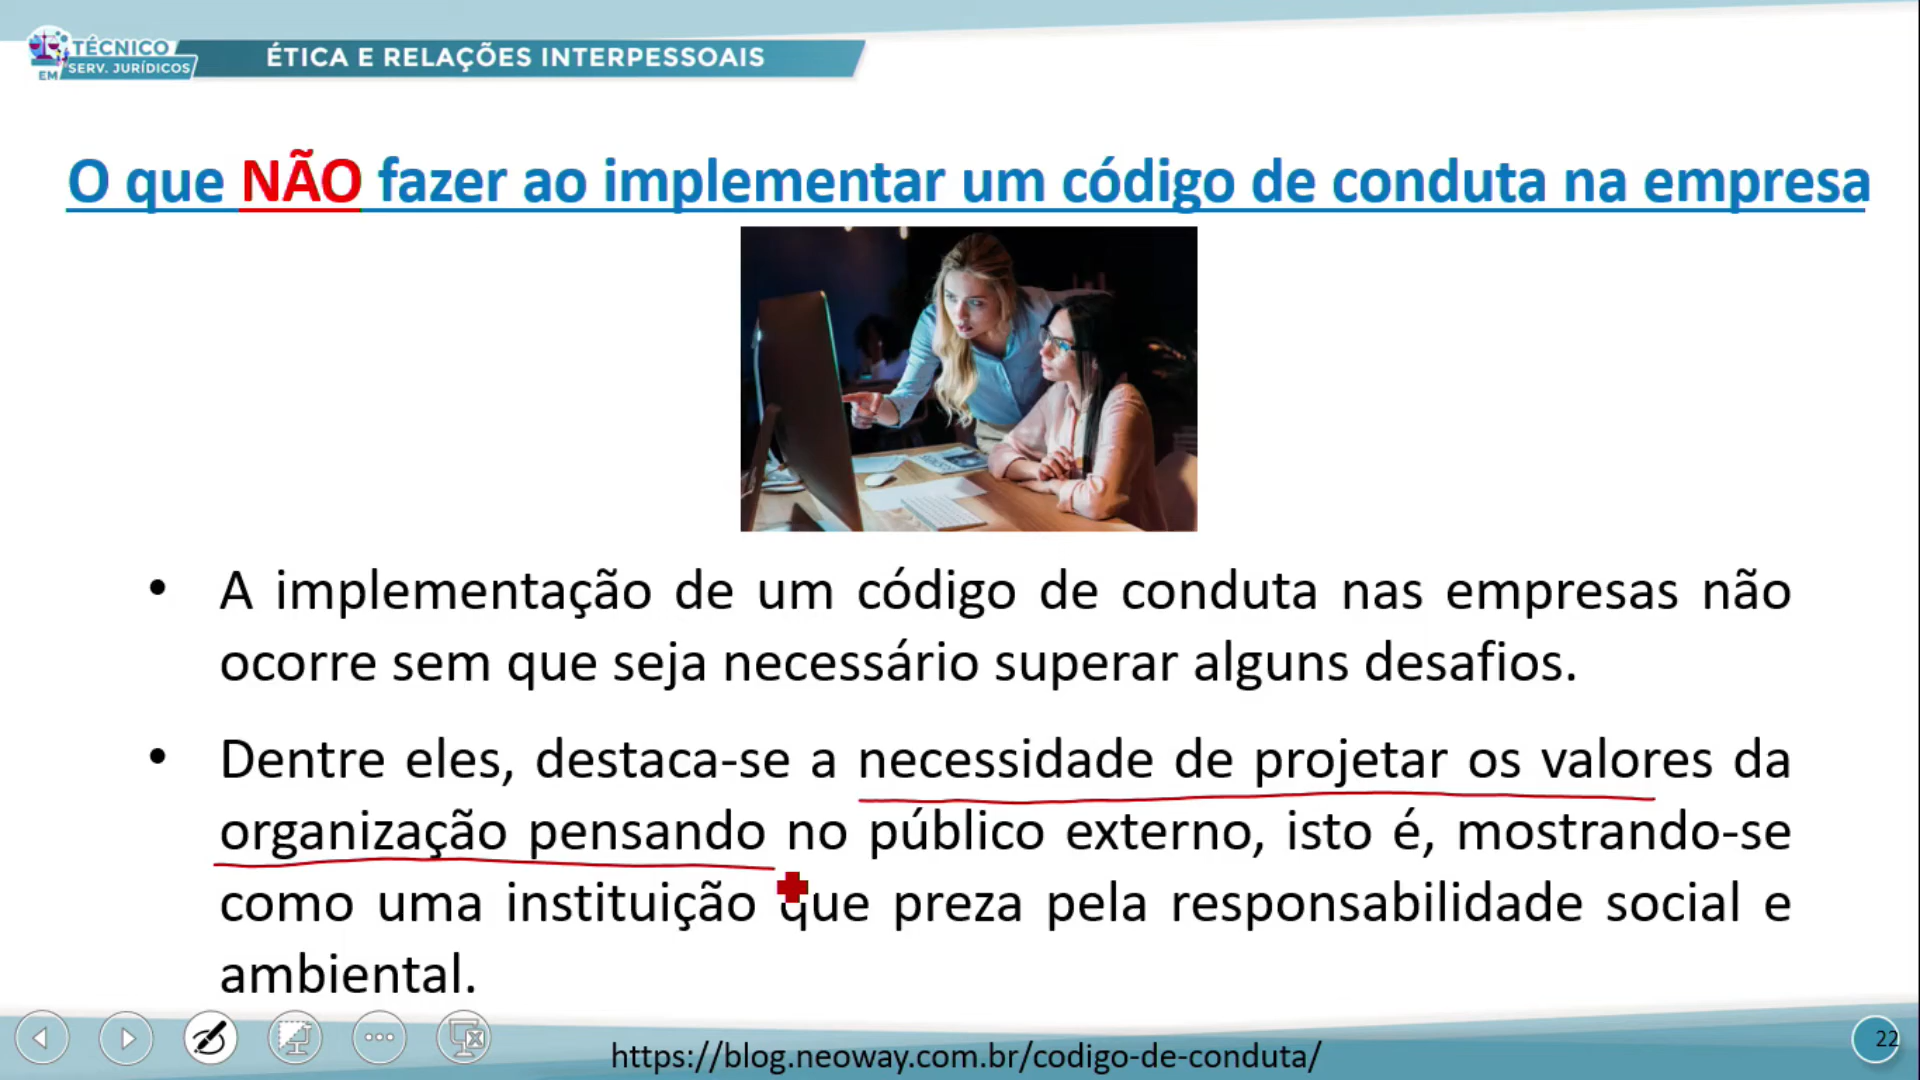 TÉCNICO
EM SERV. JURÍDICOS
ÉTICA E RELAÇÕES INTERPESSOAIS
O que NÃO fazer ao implementar um código de conduta na empresa
• A implementação de um código de conduta nas empresas não
ocorre sem que seja necessário superar alguns desafios.
• Dentre eles, destaca-se a necessidade de projetar os valores da
organização pensando no público externo, isto é, mostrando-se
como uma instituição que preza pela responsabilidade social e
ambiental.
https://blog.neoway.com.br/codigo-de-conduta/
22